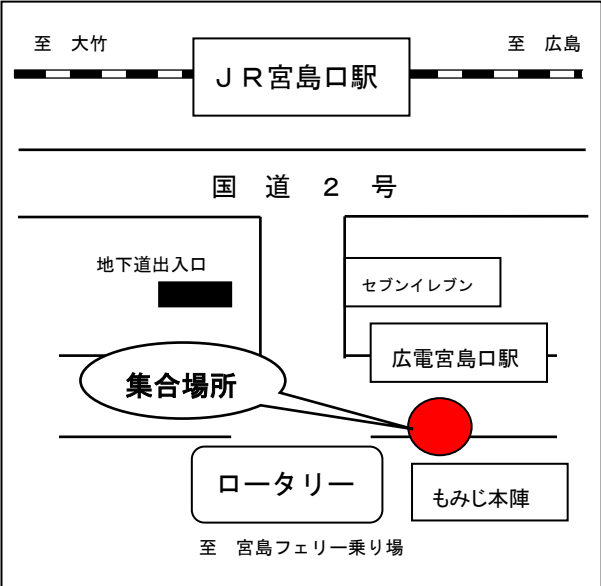 至　大竹
至　広島
ＪＲ宮島口駅
国　道　２　号
地下道出入口
セブンイレブン
広電宮島口駅
集合場所
ロータリー
もみじ本陣
至　宮島フェリー乗り場